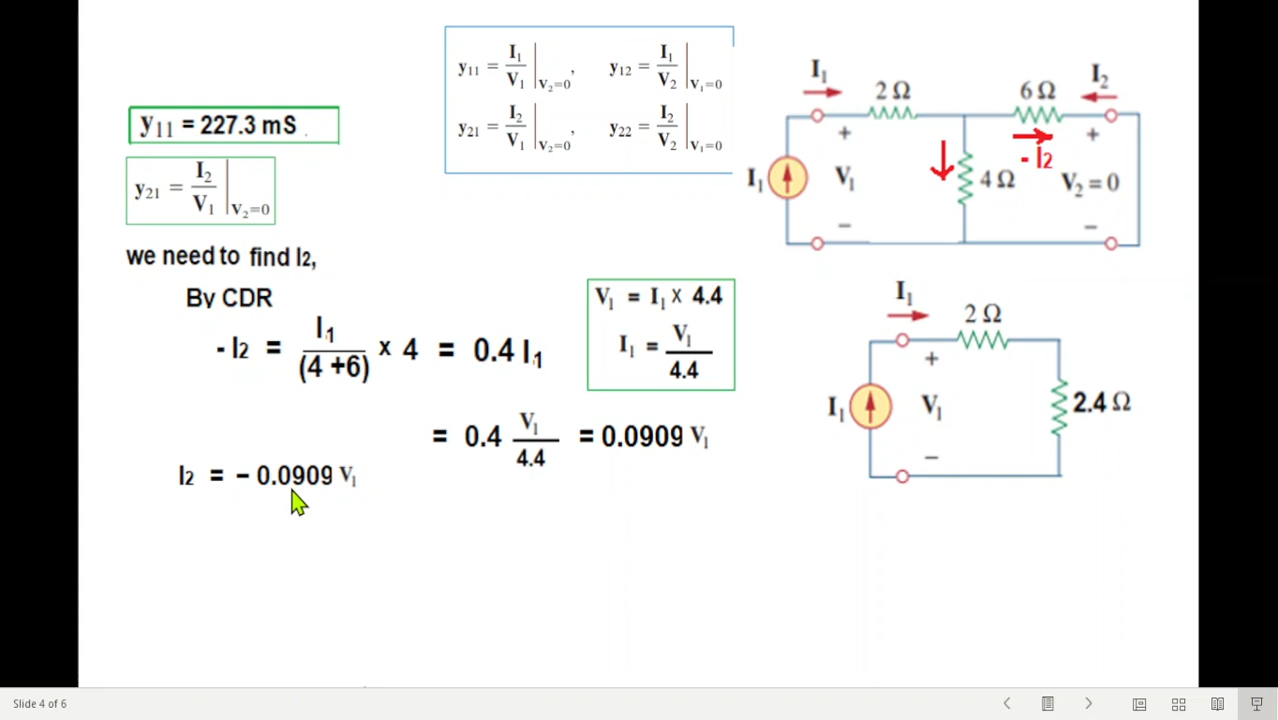 y11 = I1/V1 |V2=0, y12 = I1/V2 |V1=0
y21 = I2/V1 |V2=0, y22 = I2/V2 |V1=0
y11 = 227.3 mS
y21 = I2/V1 |V2=0
we need to find I2,
By CDR
- I2 = I1/(4 +6) x 4 = 0.4 I1
= 0.4 V1/4.4 = 0.0909 V1
I2 = – 0.0909 V1
V1 = I1 x 4.4
I1 = V1/4.4
I1
2 Ω
6 Ω
I2
+
+
- I2
I1
V1
4 Ω
V2 = 0
–
–
I1
2 Ω
+
I1
V1
2.4 Ω
–
Slide 4 of 6